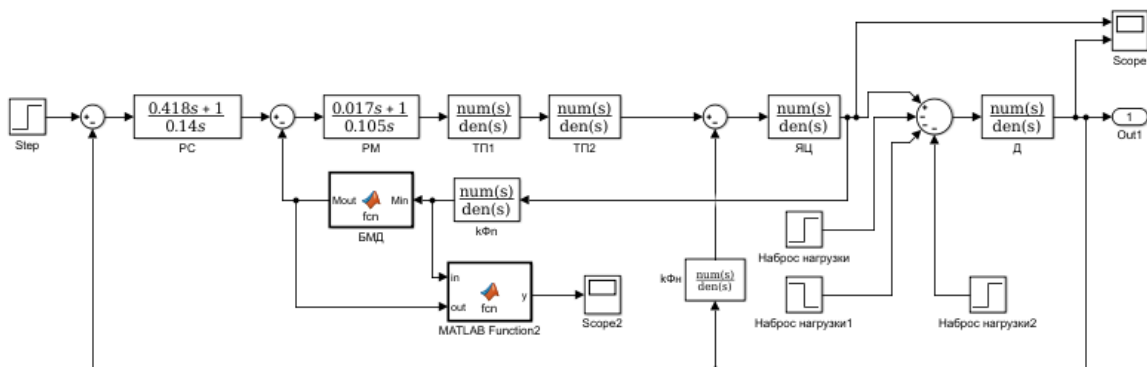 Step
0.418s + 1
0.14s
РС
0.017s + 1
0.105s
РМ
num(s)
den(s)
ТП1
num(s)
den(s)
ТП2
num(s)
den(s)
ЯЦ
num(s)
den(s)
Д
Scope
1
Out1
Mout
Min
fcn
БМД
num(s)
den(s)
kФп
in
out
y
fcn
MATLAB Function2
Scope2
kФн
num(s)
den(s)
Наброс нагрузки
Наброс нагрузки1
Наброс нагрузки2